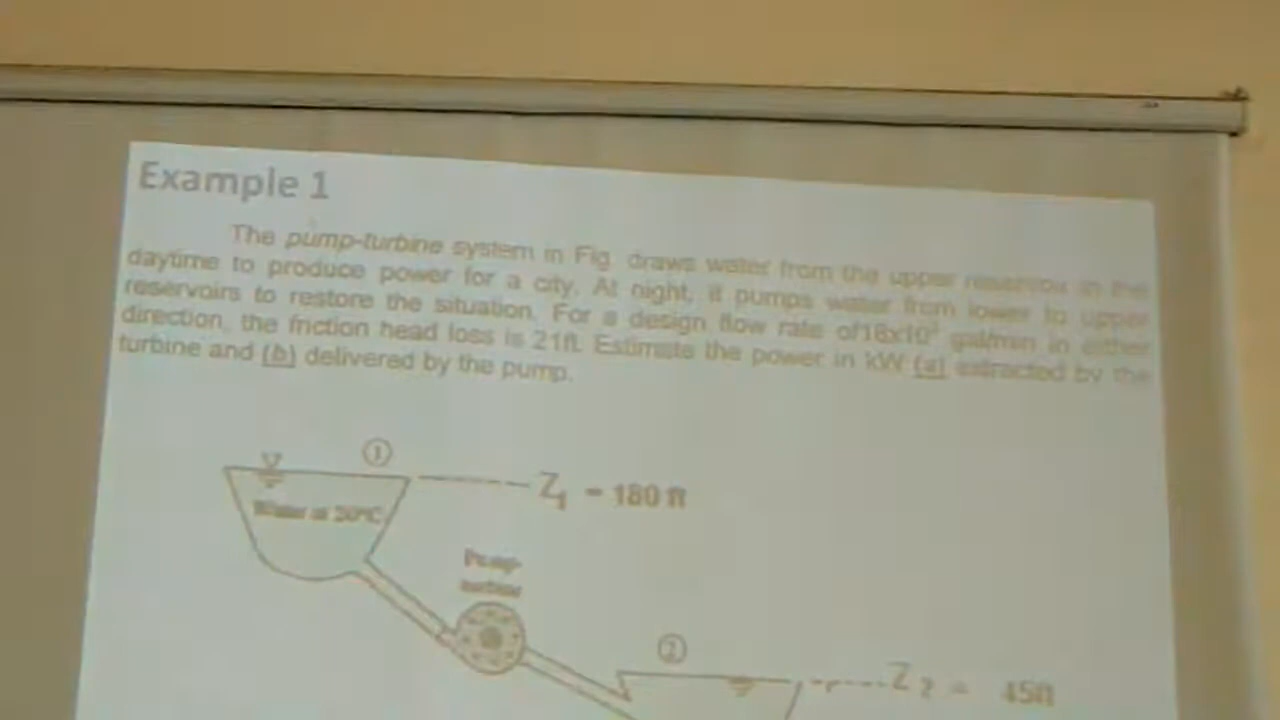 Example 1
The pump-turbine system in Fig. draws water from the upper reservoir in the
daytime to produce power for a city. At night, it pumps water from lower to upper
reservoirs to restore the situation. For a design flow rate of 18x10³ gal/min in either
direction, the friction head loss is 21ft. Estimate the power in kW (a) extracted by the
turbine and (b) delivered by the pump.
①
Z₁ = 180 ft
Water at 20°C
Pump-
turbine
②
Z₂ = 45ft